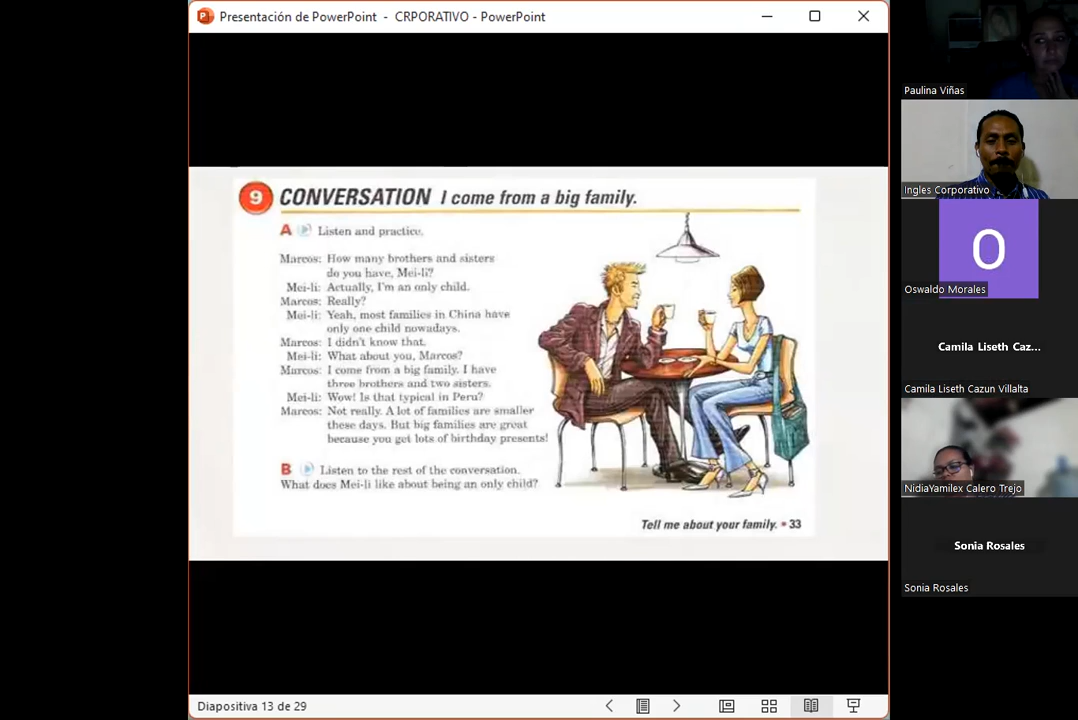 Presentación de PowerPoint - CRPORATIVO - PowerPoint
9 CONVERSATION I come from a big family.
A Listen and practice.
Marcos: How many brothers and sisters
do you have, Mei-li?
Mei-li: Actually, I'm an only child.
Marcos: Really?
Mei-li: Yeah, most families in China have
only one child nowadays.
Marcos: I didn't know that.
Mei-li: What about you, Marcos?
Marcos: I come from a big family. I have
three brothers and two sisters.
Mei-li: Wow! Is that typical in Peru?
Marcos: Not really. A lot of families are smaller
these days. But big families are great
because you get lots of birthday presents!
B Listen to the rest of the conversation.
What does Mei-li like about being an only child?
Tell me about your family. • 33
Diapositiva 13 de 29
Paulina Viñas
Ingles Corporativo
O
Oswaldo Morales
Camila Liseth Caz...
Camila Liseth Cazun Villalta
NidiaYamilex Calero Trejo
Sonia Rosales
Sonia Rosales